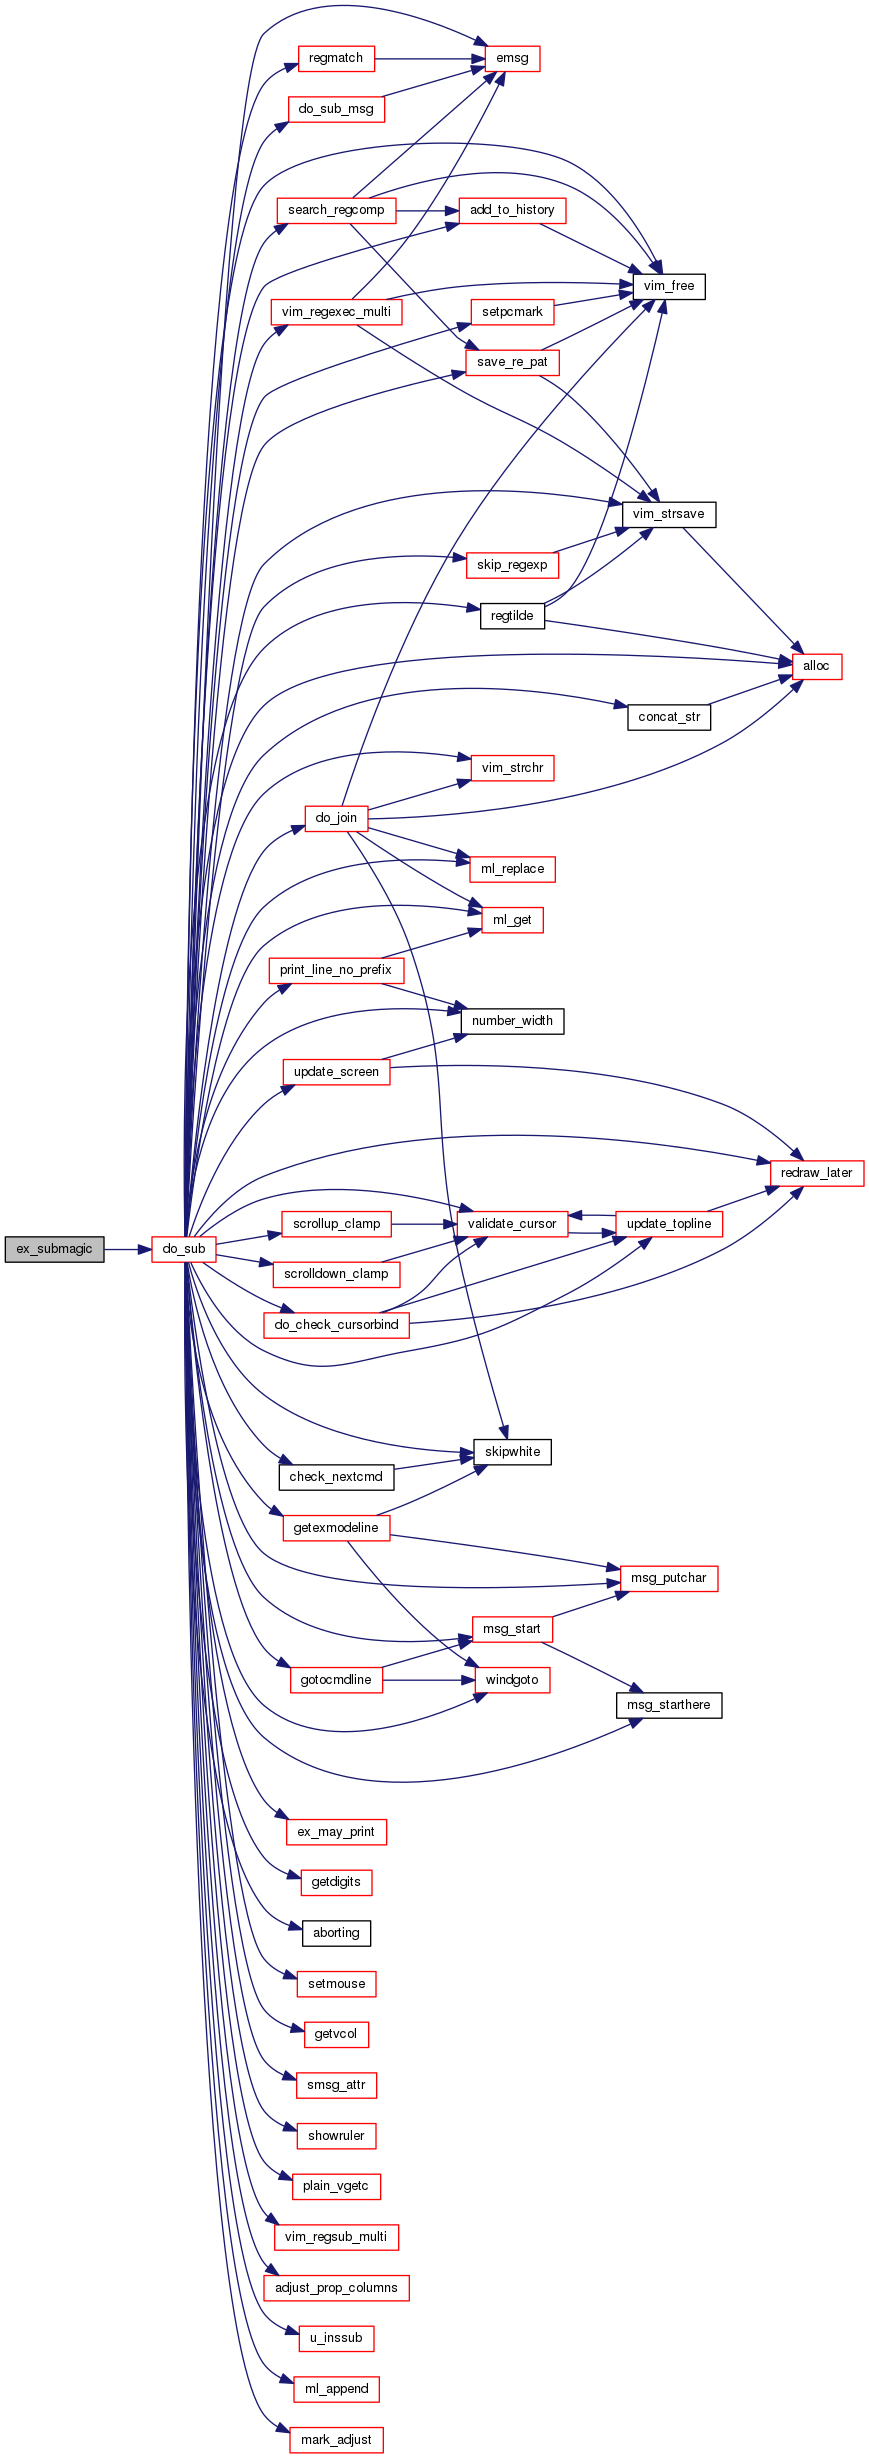 regmatch
emsg
do_sub_msg
search_regcomp
add_to_history
vim_free
vim_regexec_multi
setpcmark
save_re_pat
vim_strsave
skip_regexp
regtilde
alloc
concat_str
vim_strchr
do_join
ml_replace
ml_get
print_line_no_prefix
number_width
update_screen
redraw_later
scrollup_clamp
validate_cursor
update_topline
ex_submagic
do_sub
scrolldown_clamp
do_check_cursorbind
skipwhite
check_nextcmd
getexmodeline
msg_putchar
msg_start
gotocmdline
windgoto
msg_starthere
ex_may_print
getdigits
aborting
setmouse
getvcol
smsg_attr
showruler
plain_vgetc
vim_regsub_multi
adjust_prop_columns
u_inssub
ml_append
mark_adjust